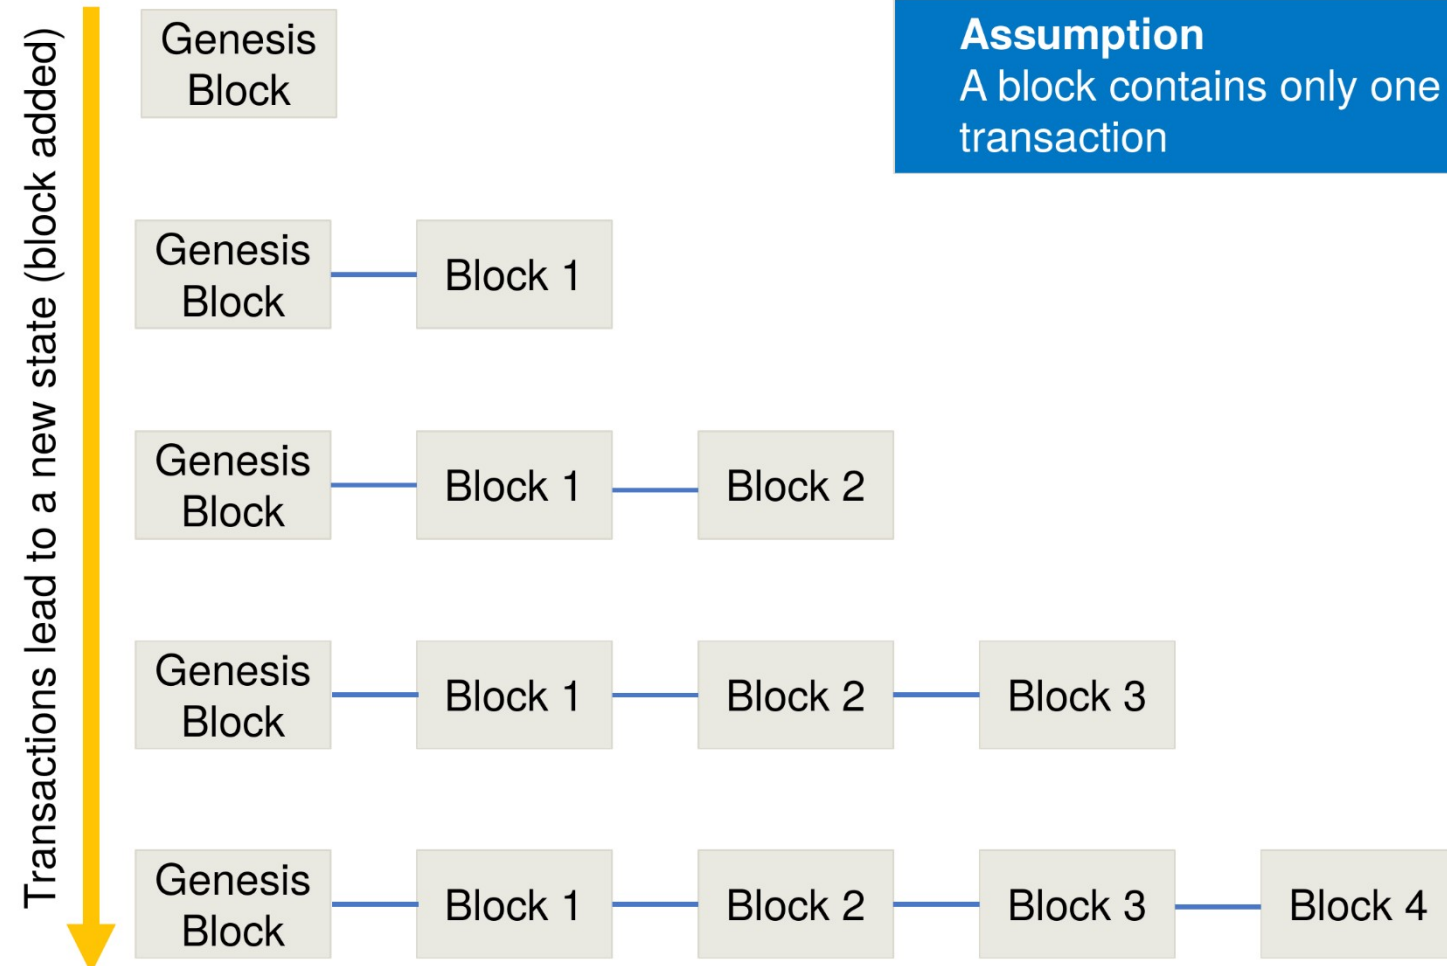 Transactions lead to a new state (block added)
Genesis
Block
Assumption
A block contains only one
transaction
Genesis
Block
Block 1
Genesis
Block
Block 1
Block 2
Genesis
Block
Block 1
Block 2
Block 3
Genesis
Block
Block 1
Block 2
Block 3
Block 4